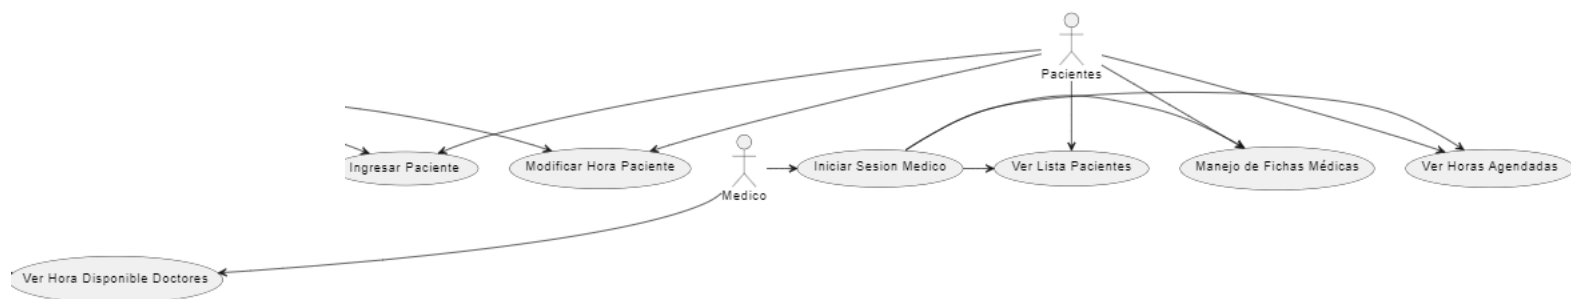 Pacientes
Ingresar Paciente
Modificar Hora Paciente
Medico
Iniciar Sesion Medico
Ver Lista Pacientes
Manejo de Fichas Médicas
Ver Horas Agendadas
Ver Hora Disponible Doctores